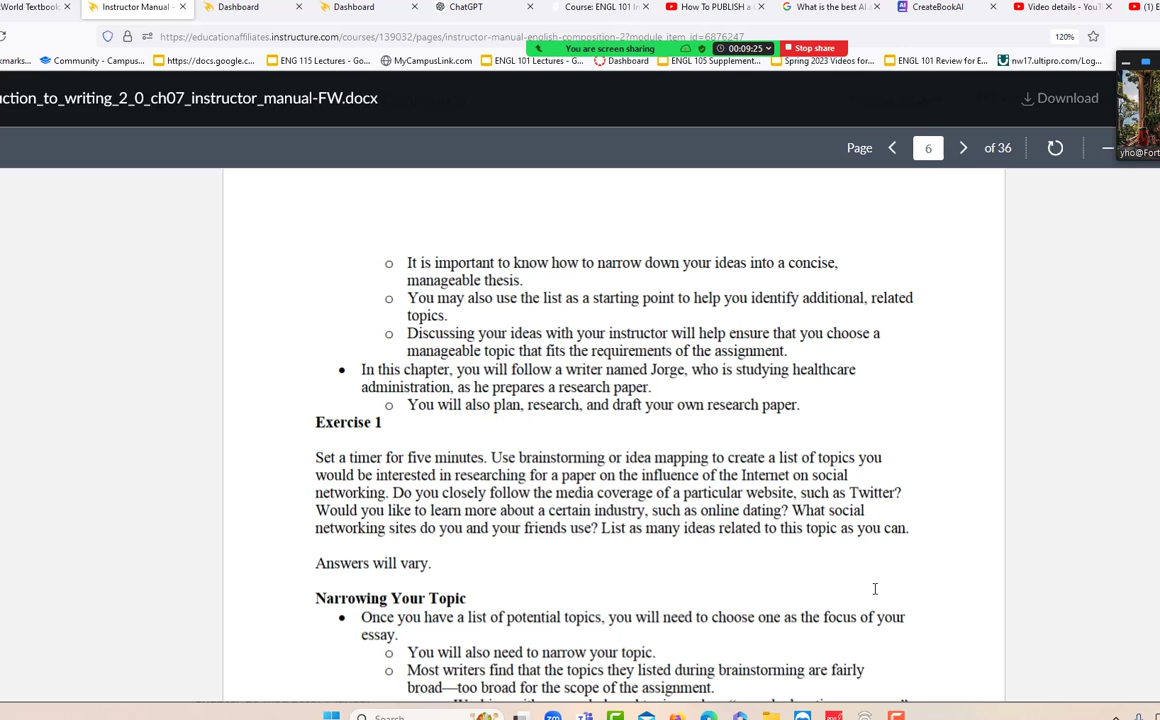 World Textbook
Instructor Manual -
Dashboard
Dashboard
ChatGPT
Course: ENGL 101 In
How To PUBLISH a
What is the best AI a
CreateBookAI
Video details - YouT
(1)
https://educationaffiliates.instructure.com/courses/139032/pages/instructor-manual-english-composition-2?module_item_id=6876247
120%
You are screen sharing
00:09:25
Stop share
kmarks...
Community - Campus...
https://docs.google.c...
ENG 115 Lectures - Go...
MyCampusLink.com
ENGL 101 Lectures - G...
Dashboard
ENGL 105 Supplement...
Spring 2023 Videos for...
ENGL 101 Review for E...
nw17.ultipro.com/Log...
uction_to_writing_2_0_ch07_instructor_manual-FW.docx
Download
yho@Fort
Page 6 of 36
It is important to know how to narrow down your ideas into a concise,
manageable thesis.
You may also use the list as a starting point to help you identify additional, related
topics.
Discussing your ideas with your instructor will help ensure that you choose a
manageable topic that fits the requirements of the assignment.
In this chapter, you will follow a writer named Jorge, who is studying healthcare
administration, as he prepares a research paper.
You will also plan, research, and draft your own research paper.
Exercise 1
Set a timer for five minutes. Use brainstorming or idea mapping to create a list of topics you
would be interested in researching for a paper on the influence of the Internet on social
networking. Do you closely follow the media coverage of a particular website, such as Twitter?
Would you like to learn more about a certain industry, such as online dating? What social
networking sites do you and your friends use? List as many ideas related to this topic as you can.
Answers will vary.
Narrowing Your Topic
Once you have a list of potential topics, you will need to choose one as the focus of your
essay.
You will also need to narrow your topic.
Most writers find that the topics they listed during brainstorming are fairly
broad—too broad for the scope of the assignment.
Search